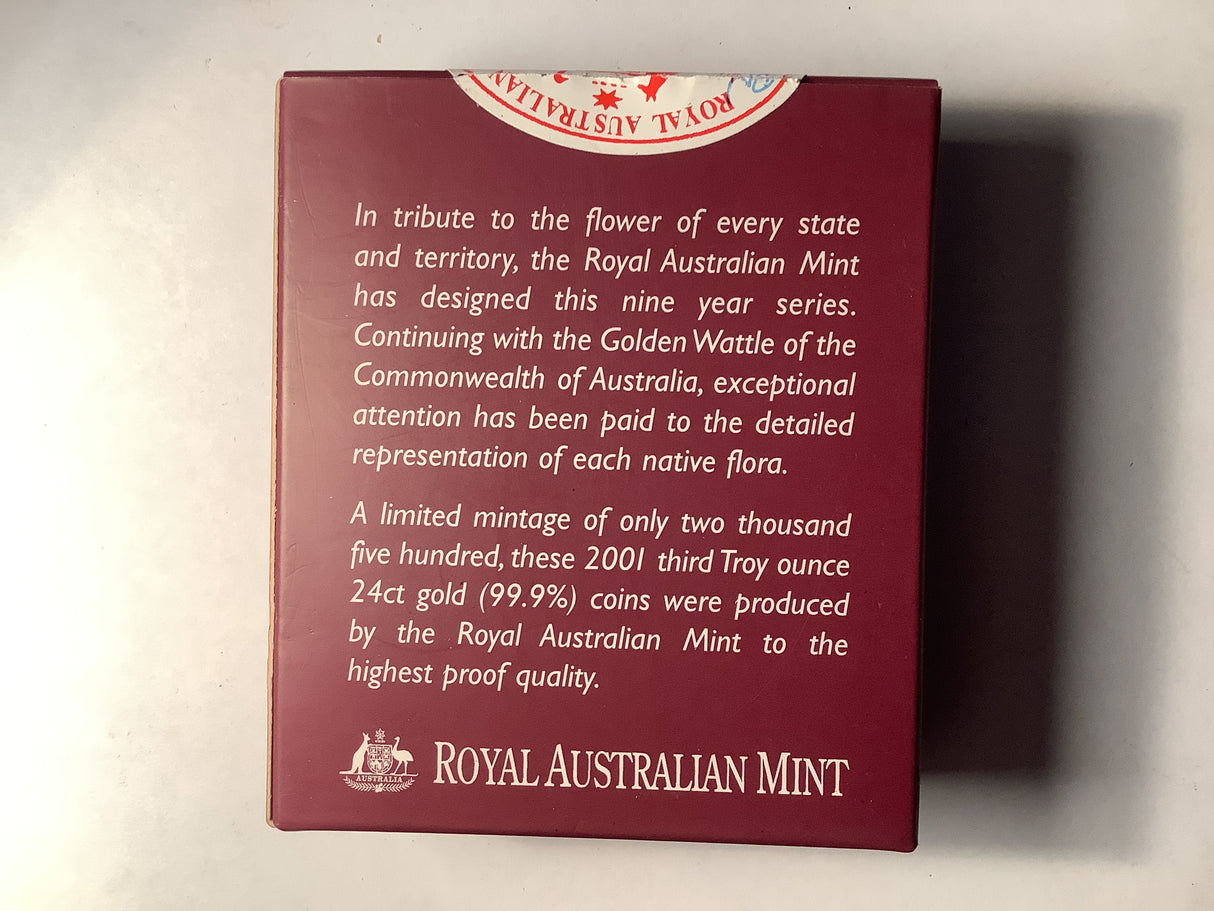 ROYAL AUSTRALIAN
In tribute to the flower of every state
and territory, the Royal Australian Mint
has designed this nine year series.
Continuing with the Golden Wattle of the
Commonwealth of Australia, exceptional
attention has been paid to the detailed
representation of each native flora.
A limited mintage of only two thousand
five hundred, these 2001 third Troy ounce
24ct gold (99.9%) coins were produced
by the Royal Australian Mint to the
highest proof quality.
AUSTRALIA
ROYAL AUSTRALIAN MINT